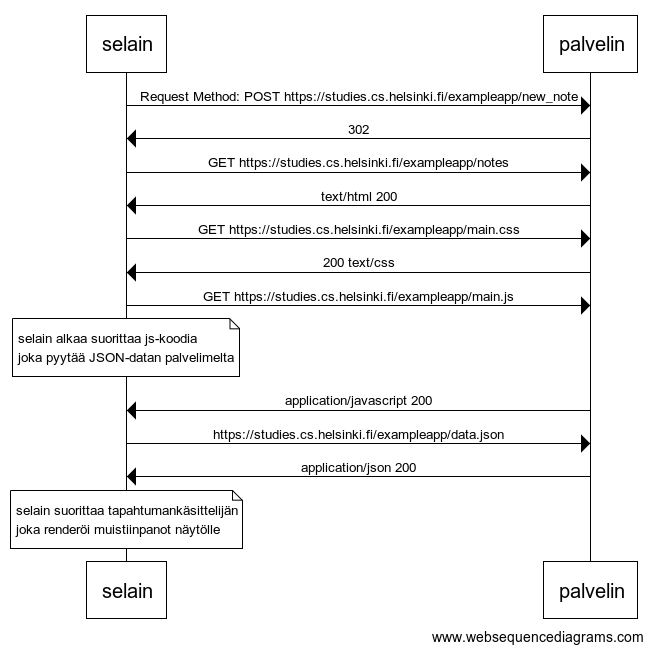 selain
palvelin
Request Method: POST https://studies.cs.helsinki.fi/exampleapp/new_note
302
GET https://studies.cs.helsinki.fi/exampleapp/notes
text/html 200
GET https://studies.cs.helsinki.fi/exampleapp/main.css
200 text/css
GET https://studies.cs.helsinki.fi/exampleapp/main.js
selain alkaa suorittaa js-koodia
joka pyytää JSON-datan palvelimelta
application/javascript 200
https://studies.cs.helsinki.fi/exampleapp/data.json
application/json 200
selain suorittaa tapahtumankäsittelijän
joka renderöi muistiinpanot näytölle
selain
palvelin
www.websequencediagrams.com